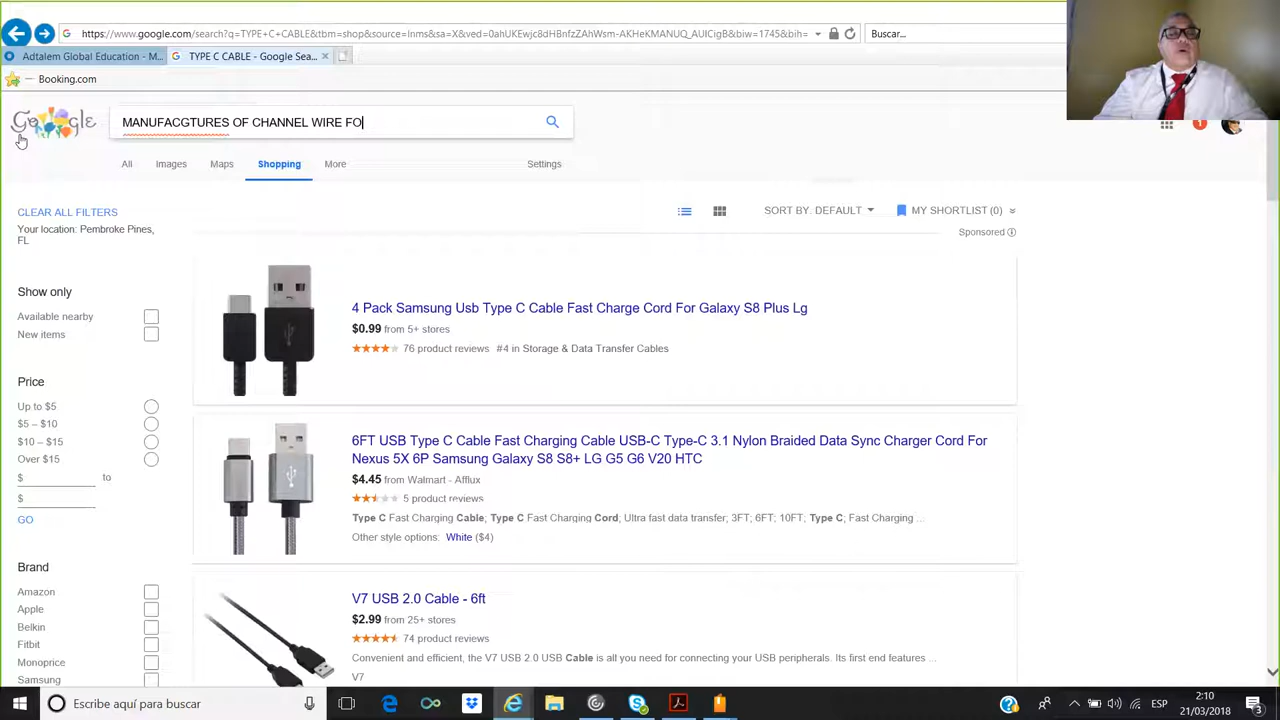 https://www.google.com/search?q=TYPE+C+CABLE&tbm=shop&source=lnms&sa=X&ved=0ahUKEwjc8dHBnfzZAhWsm-AKHeKMANUQ_AUICigB&biw=1745&bih=
Buscar...
Adtalem Global Education - M...
TYPE C CABLE - Google Sea...
Booking.com
Google
MANUFACGTURES OF CHANNEL WIRE FO
All
Images
Maps
Shopping
More
Settings
1
CLEAR ALL FILTERS
Your location: Pembroke Pines,
FL
SORT BY: DEFAULT
MY SHORTLIST (0)
Sponsored
Show only
Available nearby
New items
Price
Up to $5
$5 – $10
$10 – $15
Over $15
$
to
$
GO
Brand
Amazon
Apple
Belkin
Fitbit
Monoprice
Samsung
4 Pack Samsung Usb Type C Cable Fast Charge Cord For Galaxy S8 Plus Lg
$0.99 from 5+ stores
76 product reviews #4 in Storage & Data Transfer Cables
6FT USB Type C Cable Fast Charging Cable USB-C Type-C 3.1 Nylon Braided Data Sync Charger Cord For
Nexus 5X 6P Samsung Galaxy S8 S8+ LG G5 G6 V20 HTC
$4.45 from Walmart - Afflux
5 product reviews
Type C Fast Charging Cable; Type C Fast Charging Cord; Ultra fast data transfer; 3FT; 6FT; 10FT; Type C; Fast Charging ...
Other style options: White ($4)
V7 USB 2.0 Cable - 6ft
$2.99 from 25+ stores
74 product reviews
Convenient and efficient, the V7 USB 2.0 USB Cable is all you need for connecting your USB peripherals. Its first end features ...
V7
Escribe aquí para buscar
ESP
2:10
21/03/2018
3